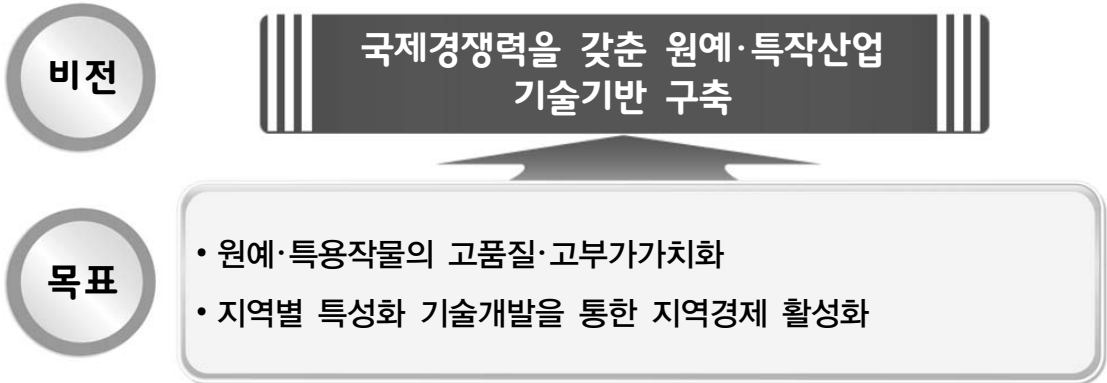 비전
국제경쟁력을 갖춘 원예·특작산업
기술기반 구축
목표
• 원예·특용작물의 고품질·고부가가치화
• 지역별 특성화 기술개발을 통한 지역경제 활성화